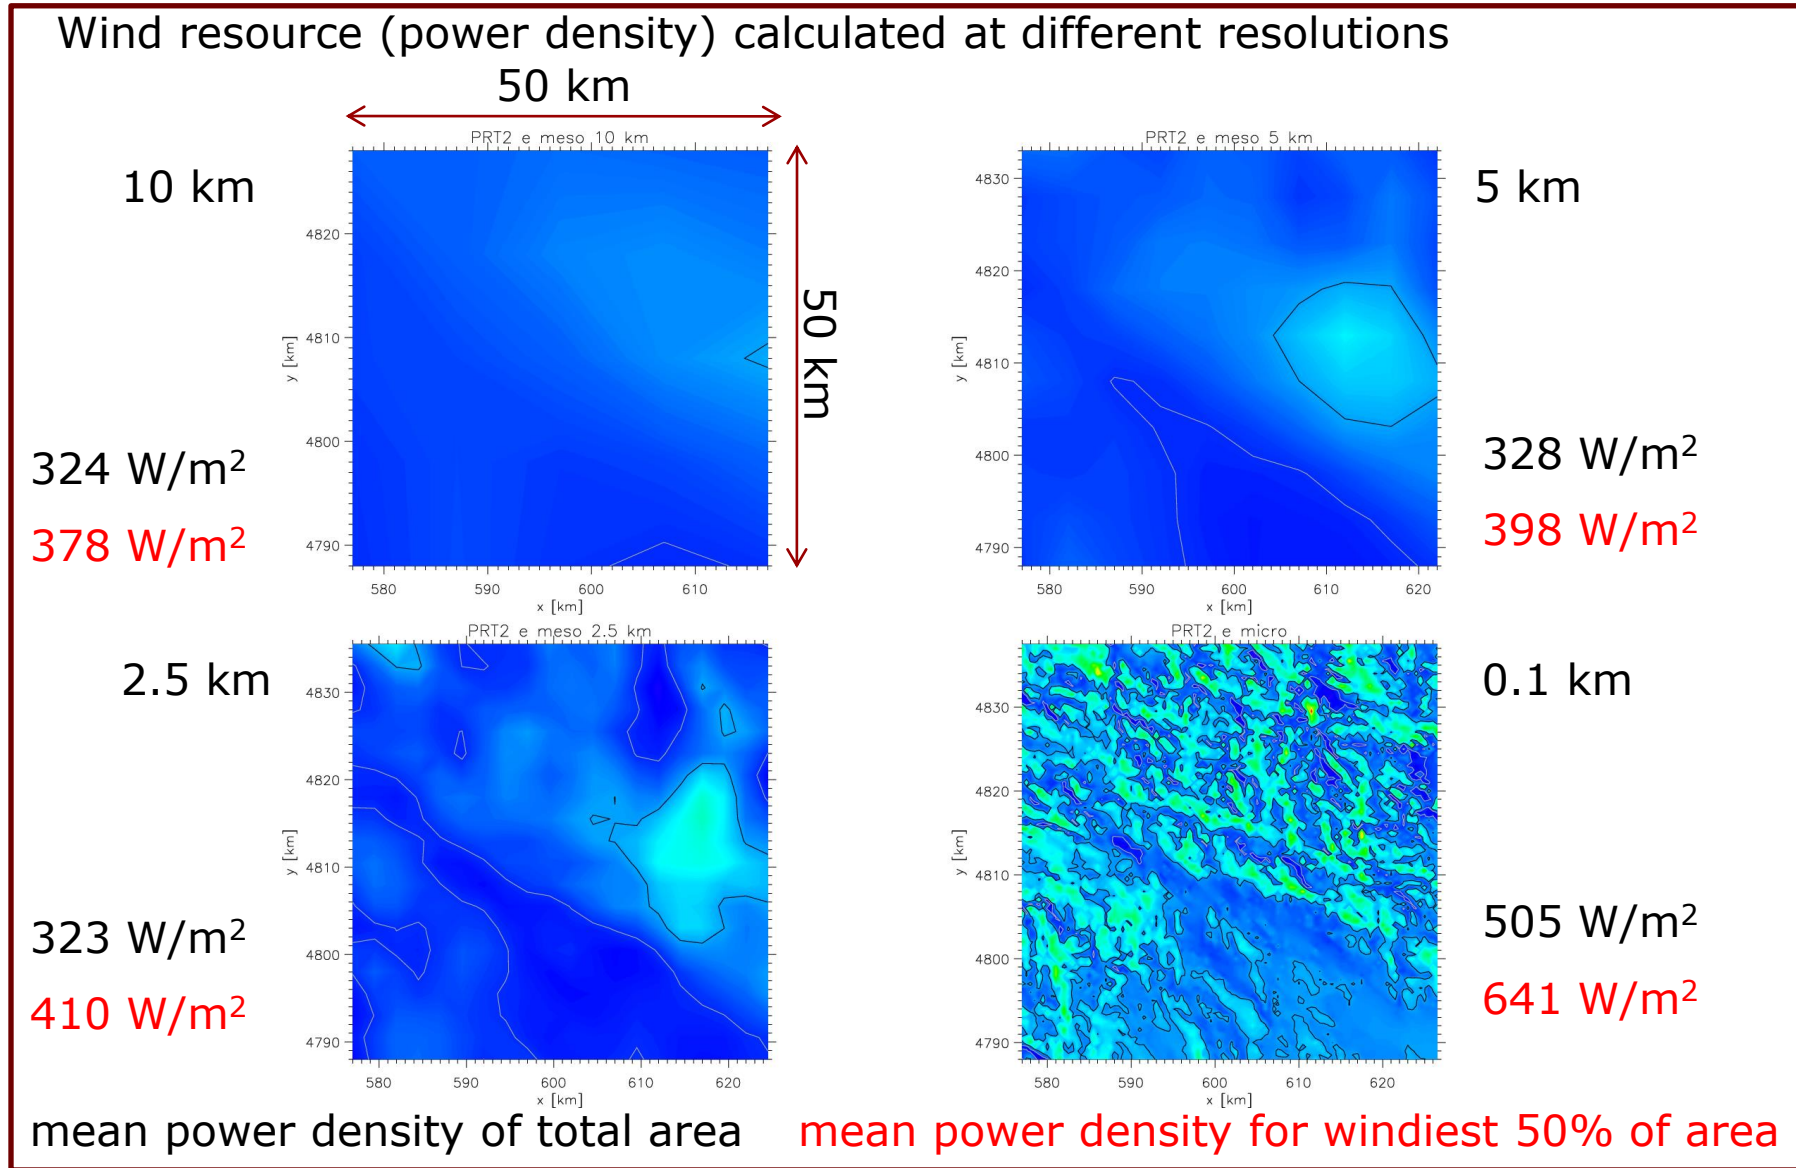 Wind resource (power density) calculated at different resolutions
50 km
PRT2 e meso 10 km
10 km
4820
4810
4800
4790
y [km]
580 590 600 610
x [km]
50 km
324 W/m²
378 W/m²
PRT2 e meso 5 km
5 km
4830
4820
4810
4800
4790
y [km]
580 590 600 610 620
x [km]
328 W/m²
398 W/m²
PRT2 e meso 2.5 km
2.5 km
4830
4820
4810
4800
4790
y [km]
580 590 600 610 620
x [km]
323 W/m²
410 W/m²
PRT2 e micro
0.1 km
4830
4820
4810
4800
4790
y [km]
580 590 600 610 620
x [km]
505 W/m²
641 W/m²
mean power density of total area mean power density for windiest 50% of area